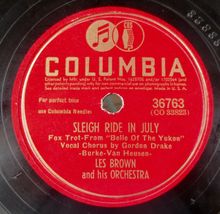 COLUMBIA
For perfect tone
use Columbia Needles
36763
(CO 33823)
SLEIGH RIDE IN JULY
Fox Trot-From "Belle Of The Yukon"
Vocal Chorus by Gordon Drake
-Burke-Van Heusen-
LES BROWN
and his ORCHESTRA